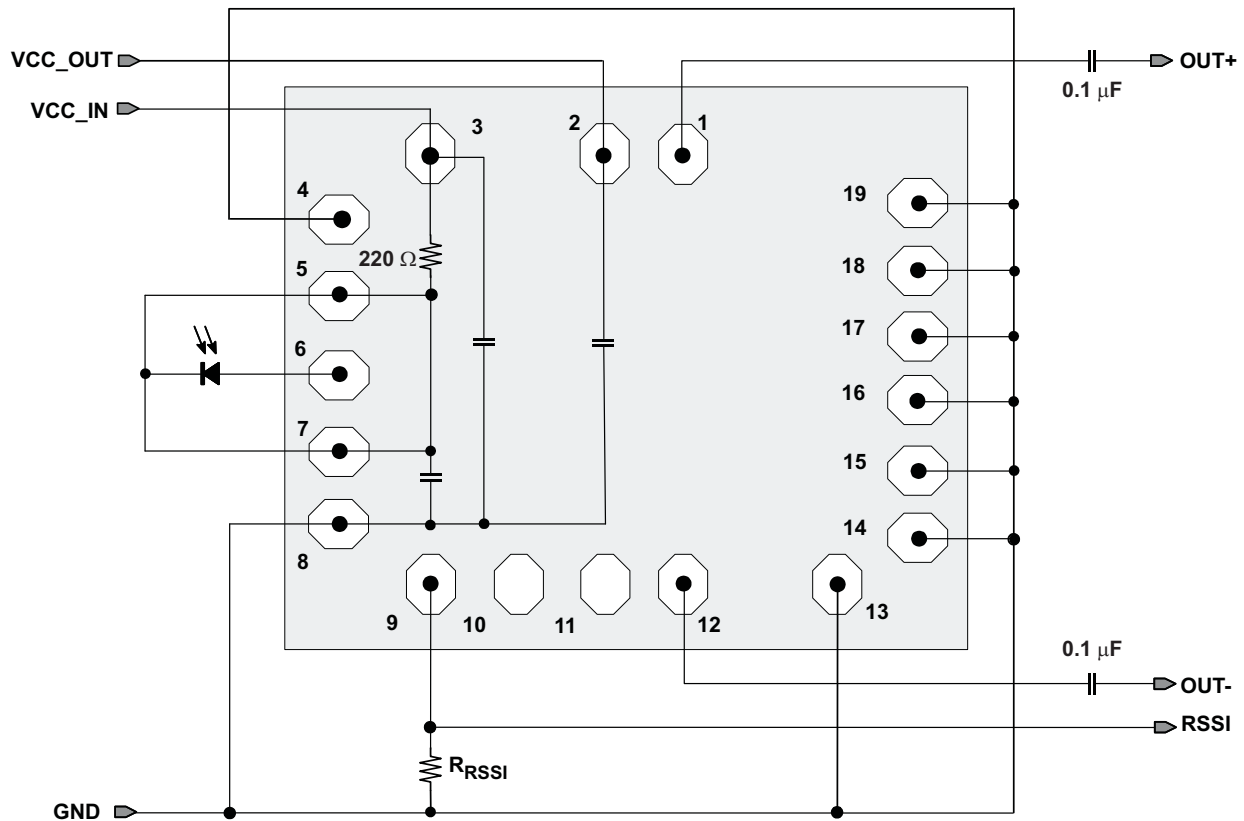 VCC_OUT
OUT+
0.1 μF
VCC_IN
3
2
1
4
19
220 Ω
5
18
17
6
16
7
15
14
8
9
10
11
12
13
0.1 μF
OUT-
RSSI
RRSSI
GND